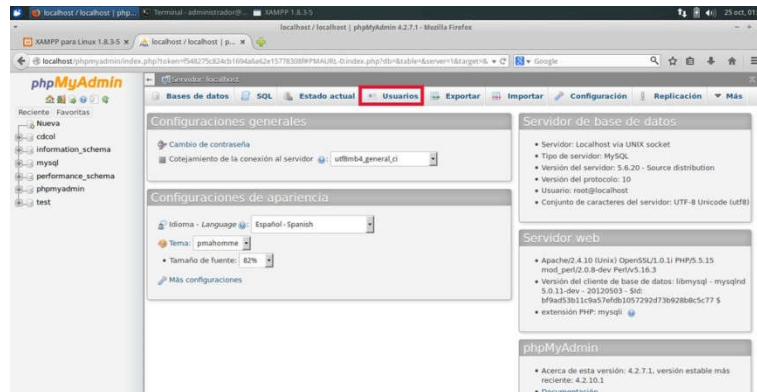 localhost / localhost | php...
Terminal - administrador@...
XAMPP 1.8.3-5
25 oct, 01:
localhost / localhost | phpMyAdmin 4.2.7.1 - Mozilla Firefox
XAMPP para Linux 1.8.3-5
localhost / localhost | p...
Google
phpMyAdmin
Reciente Favoritas
Nueva
cdcol
information_schema
mysql
performance_schema
phpmyadmin
test
Servidor: localhost
Bases de datos
SQL
Estado actual
Usuarios
Exportar
Importar
Configuración
Replicación
Más
Configuraciones generales
Cambio de contraseña
Cotejamiento de la conexión al servidor : utf8mb4_general_ci
Configuraciones de apariencia
Idioma - Language : Español - Spanish
Tema: pmahomme
Tamaño de fuente: 82%
Más configuraciones
Servidor de base de datos
Servidor: Localhost via UNIX socket
Tipo de servidor: MySQL
Versión del servidor: 5.6.20 - Source distribution
Versión del protocolo: 10
Usuario: root@localhost
Conjunto de caracteres del servidor: UTF-8 Unicode (utf8)
Servidor web
Apache/2.4.10 (Unix) OpenSSL/1.0.1i PHP/5.5.15
mod_perl/2.0.8-dev Perl/v5.16.3
Versión del cliente de base de datos: libmysql - mysqlnd
5.0.11-dev - 20120503 - $Id:
bf9ad53b11c9a57efdb1057292d73b928b8c5c77 $
extensión PHP: mysqli
phpMyAdmin
Acerca de esta versión: 4.2.7.1, versión estable más
reciente: 4.2.10.1
Documentación